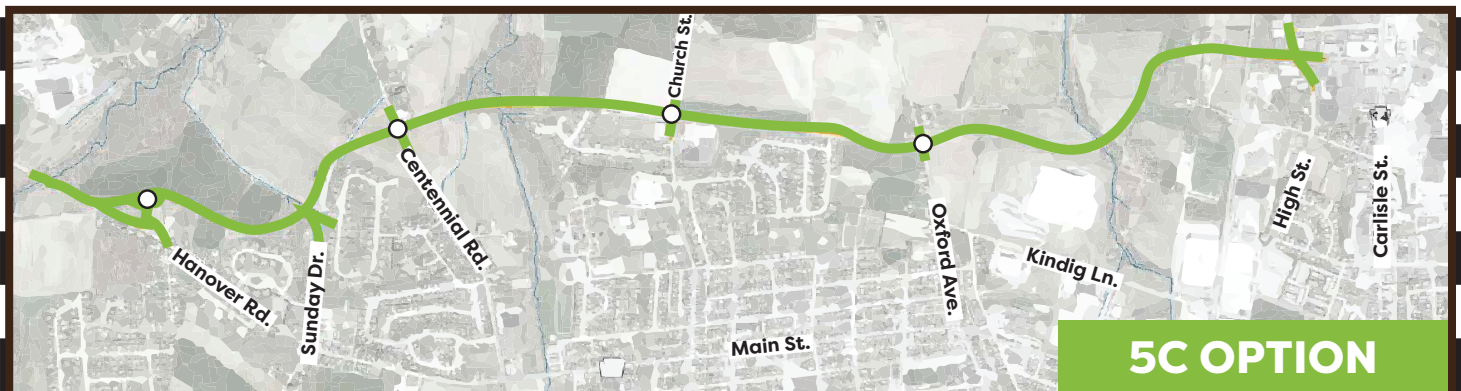 Church St.
Centennial Rd.
Hanover Rd.
Sunday Dr.
Oxford Ave.
Kindig Ln.
High St.
Carlisle St.
Main St.
5C OPTION